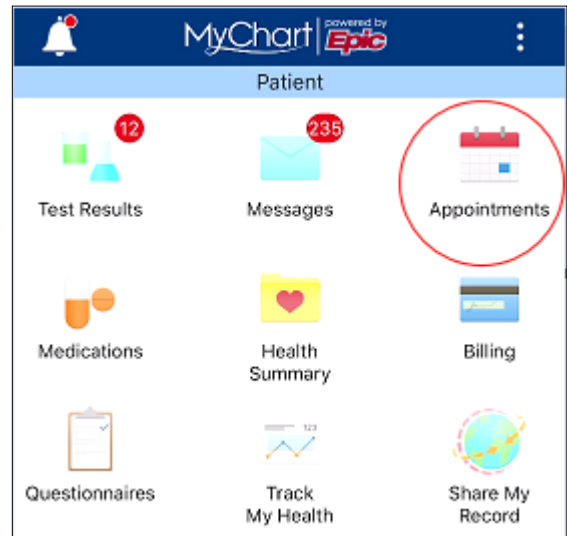 MyChart powered by Epic
Patient
12 235
Test Results Messages Appointments
Medications Health Summary Billing
123
Questionnaires Track My Health Share My Record